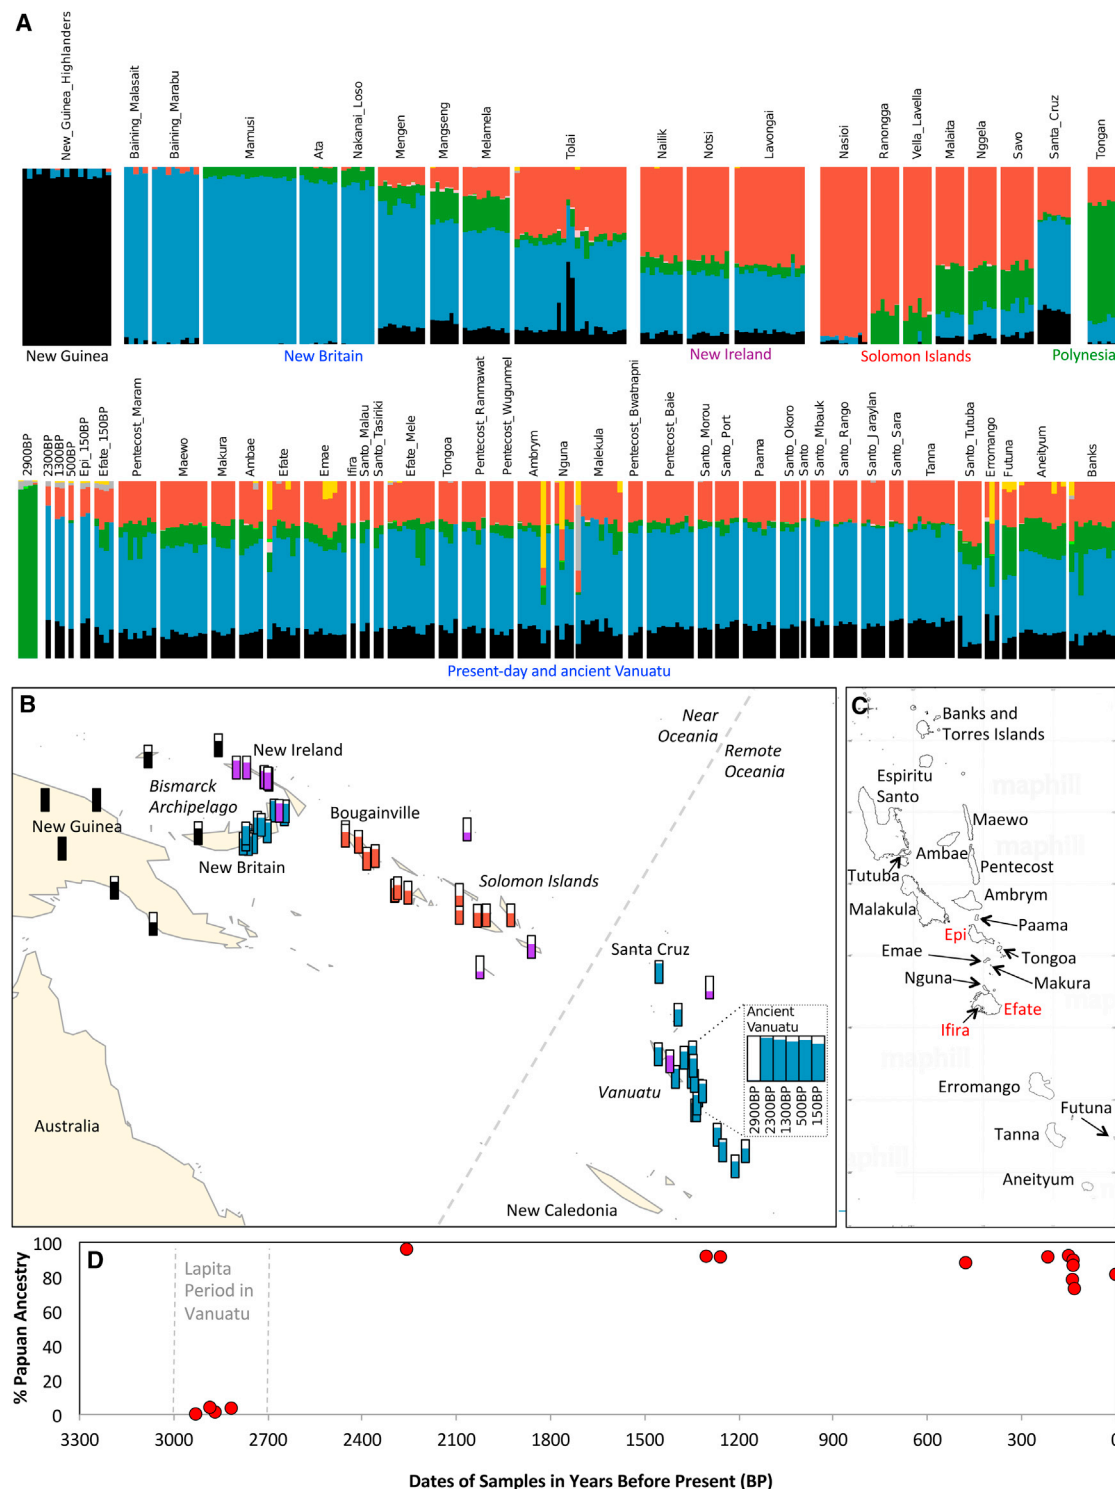 A
New_Guinea_Highlanders
Baining_Malasait
Baining_Marabu
Mamusi
Ata
Nakanai_Loso
Mengen
Mangseng
Melamela
Tolai
Nailik
Notsi
Lavongai
Nasioi
Ranongga
Vella_Lavella
Malaita
Nggela
Savo
Santa_Cruz
Tongan
New Guinea
New Britain
New Ireland
Solomon Islands
Polynesia
2900BP
2300BP
1300BP
500BP
Epi_150BP
Efate_150BP
Pentecost_Maram
Maewo
Makura
Ambae
Efate
Emae
Ifira
Santo_Malau
Santo_Tasiriki
Efate_Mele
Tongoa
Pentecost_Ranmawat
Pentecost_Wugunmel
Ambrym
Nguna
Malekula
Pentecost_Bwatnapni
Pentecost_Baie
Santo_Morou
Santo_Port
Paama
Santo_Okoro
Santo
Santo_Mbauk
Santo_Rango
Santo_Jaraylan
Santo_Sara
Tanna
Santo_Tutuba
Erromango
Futuna
Aneityum
Banks
Present-day and ancient Vanuatu
B
Near
Oceania
Remote
Oceania
New Ireland
Bismarck
Archipelago
New Guinea
New Britain
Bougainville
Solomon Islands
Santa Cruz
Ancient
Vanuatu
2900BP
2300BP
1300BP
500BP
150BP
Vanuatu
Australia
New Caledonia
C
Banks and
Torres Islands
maphill
Espiritu
Santo
Maewo
maphill
Ambae
Tutuba
Pentecost
Malakula
Ambrym
Paama
Epi
Emae
Tongoa
Nguna
Makura
Efate
Ifira
maphill
Erromango
Futuna
Tanna
Aneityum
D
% Papuan Ancestry
100
80
60
40
20
0
Lapita
Period in
Vanuatu
3300 3000 2700 2400 2100 1800 1500 1200 900 600 300 0
Dates of Samples in Years Before Present (BP)